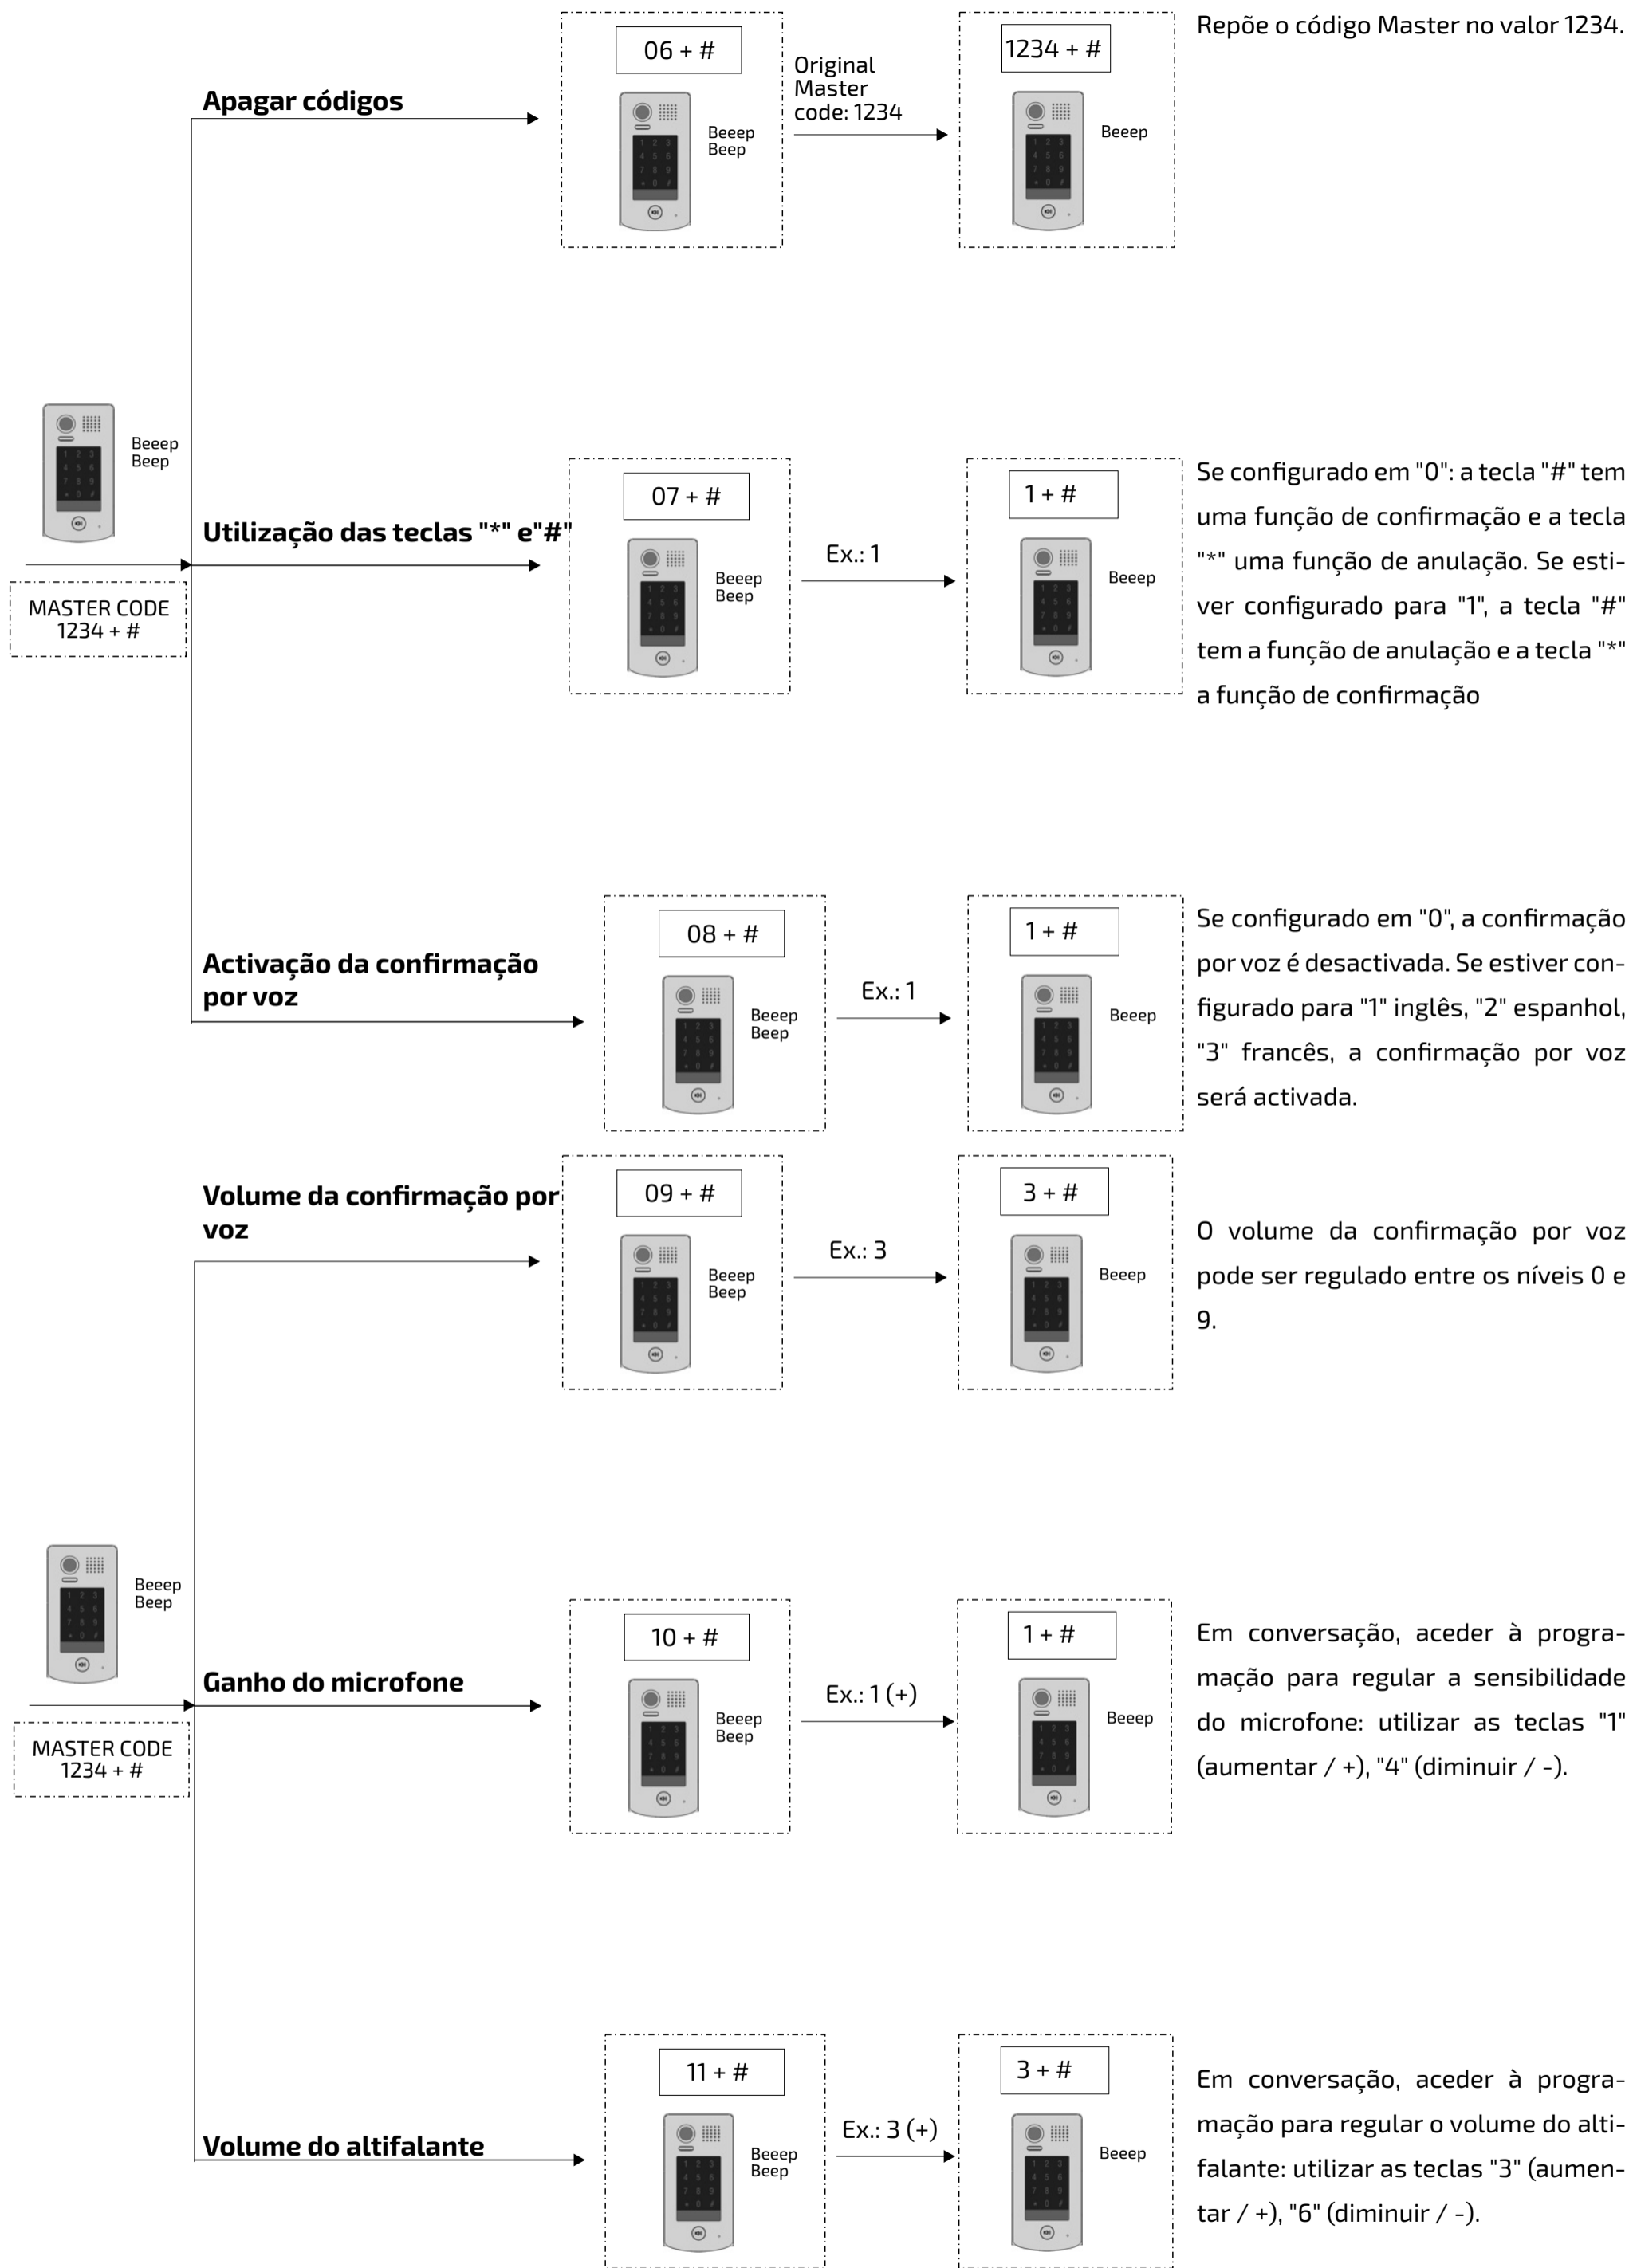 Repõe o código Master no valor 1234.
06 + #
Original
Master
code: 1234
1234 + #
Apagar códigos
Beeep
Beep
Beeep
Beeep
Beep
MASTER CODE
1234 + #
07 + #
1 + #
Utilização das teclas "*" e"#"
Ex.: 1
Beeep
Beep
Beeep
Se configurado em "0": a tecla "#" tem
uma função de confirmação e a tecla
"*" uma função de anulação. Se esti-
ver configurado para "1", a tecla "#"
tem a função de anulação e a tecla "*"
a função de confirmação
08 + #
1 + #
Activação da confirmação
por voz
Ex.: 1
Beeep
Beep
Beeep
Se configurado em "0", a confirmação
por voz é desactivada. Se estiver con-
figurado para "1" inglês, "2" espanhol,
"3" francês, a confirmação por voz
será activada.
Volume da confirmação por
voz
09 + #
3 + #
Ex.: 3
Beeep
Beep
Beeep
O volume da confirmação por voz
pode ser regulado entre os níveis 0 e
9.
Beeep
Beep
MASTER CODE
1234 + #
10 + #
1 + #
Ganho do microfone
Ex.: 1 (+)
Beeep
Beep
Beeep
Em conversação, aceder à progra-
mação para regular a sensibilidade
do microfone: utilizar as teclas "1"
(aumentar / +), "4" (diminuir / -).
11 + #
3 + #
Volume do altifalante
Ex.: 3 (+)
Beeep
Beep
Beeep
Em conversação, aceder à progra-
mação para regular o volume do alti-
falante: utilizar as teclas "3" (aumen-
tar / +), "6" (diminuir / -).